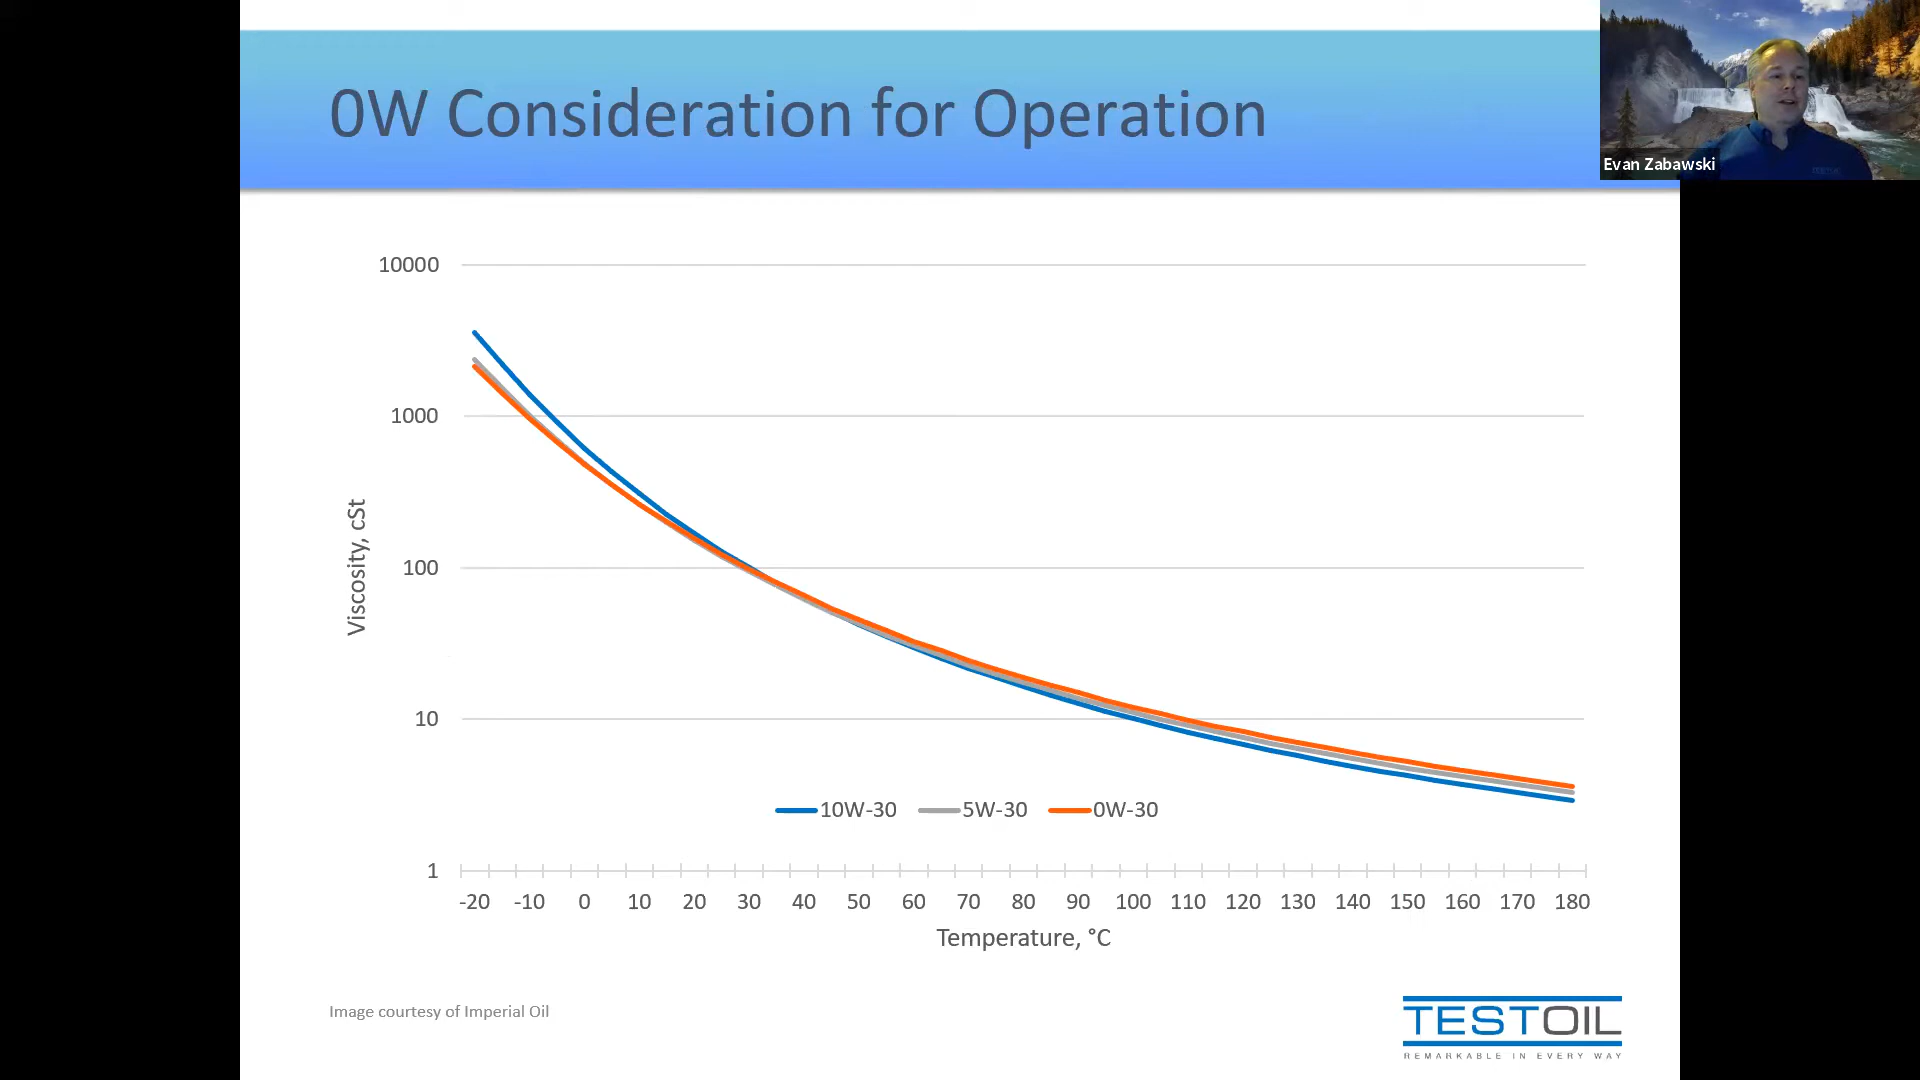 0W Consideration for Operation
Evan Zabawski
10000
1000
100
10
1
Viscosity, cSt
10W-30 5W-30 0W-30
-20 -10 0 10 20 30 40 50 60 70 80 90 100 110 120 130 140 150 160 170 180
Temperature, °C
Image courtesy of Imperial Oil
TESTOIL
REMARKABLE IN EVERY WAY